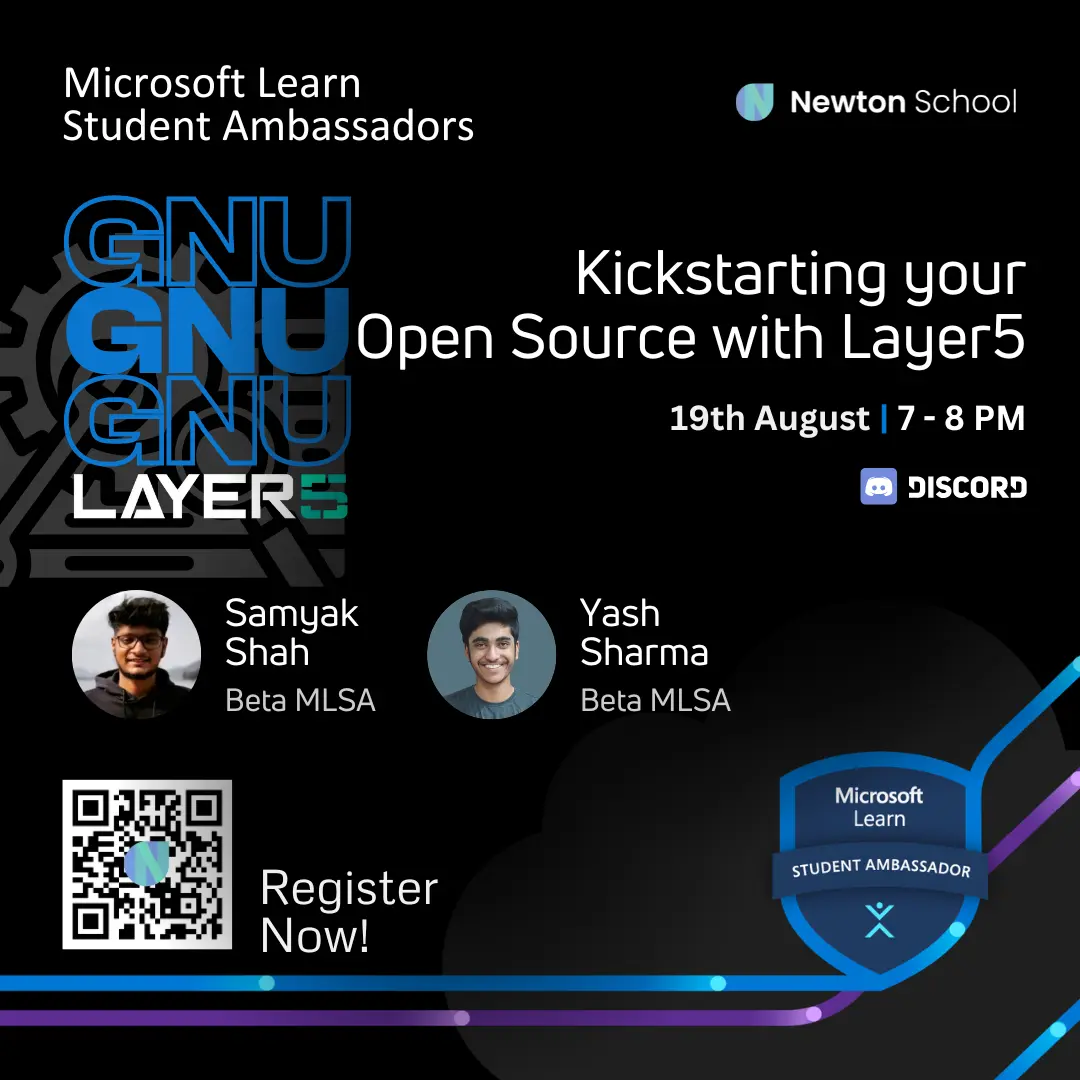 Microsoft Learn
Student Ambassadors
Newton School
GNU
GNU
GNU
LAYER5
Kickstarting your
Open Source with Layer5
19th August | 7 - 8 PM
DISCORD
Samyak
Shah
Beta MLSA
Yash
Sharma
Beta MLSA
Register
Now!
Microsoft
Learn
STUDENT AMBASSADOR